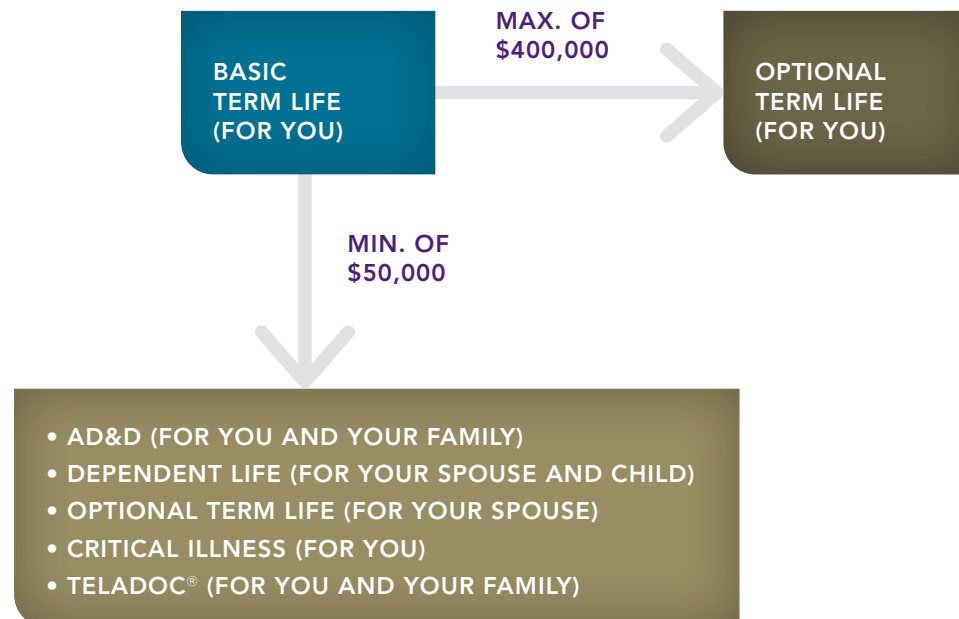 BASIC
TERM LIFE
(FOR YOU)
MAX. OF
$400,000
OPTIONAL
TERM LIFE
(FOR YOU)
MIN. OF
$50,000
• AD&D (FOR YOU AND YOUR FAMILY)
• DEPENDENT LIFE (FOR YOUR SPOUSE AND CHILD)
• OPTIONAL TERM LIFE (FOR YOUR SPOUSE)
• CRITICAL ILLNESS (FOR YOU)
• TELADOC® (FOR YOU AND YOUR FAMILY)